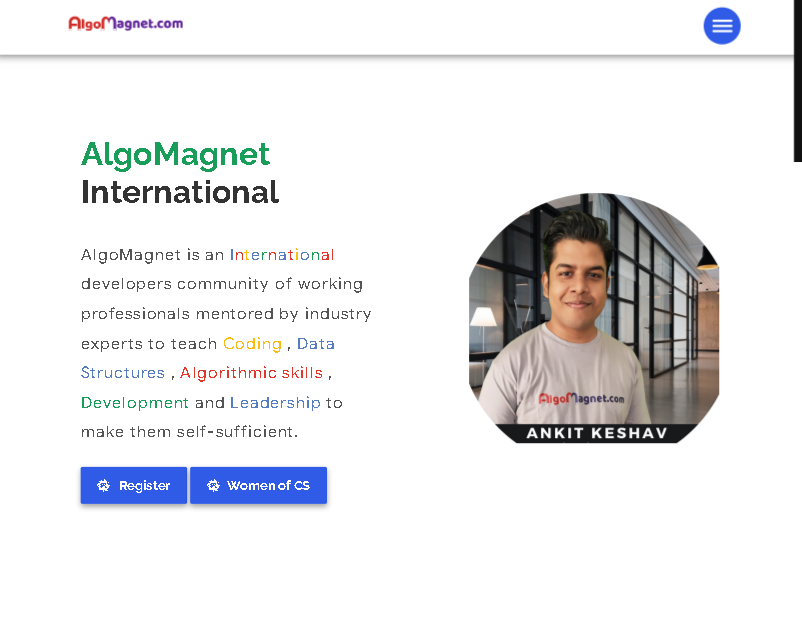 AlgoMagnet.com
AlgoMagnet
International
AlgoMagnet is an International
developers community of working
professionals mentored by industry
experts to teach Coding , Data
Structures , Algorithmic skills ,
Development and Leadership to
make them self-sufficient.
Register
Women of CS
AlgoMagnet.com
ANKIT KESHAV